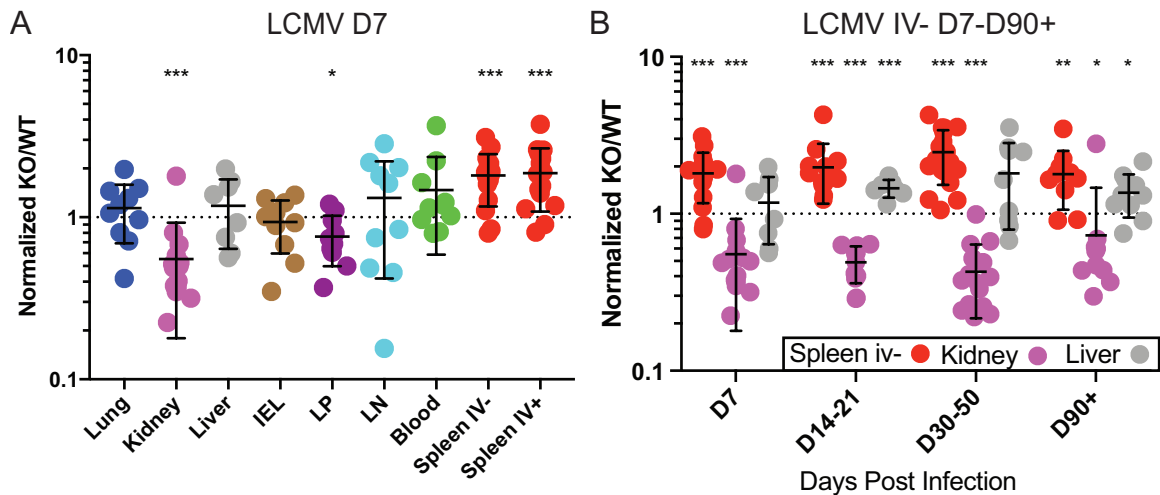 A
LCMV D7
Normalized KO/WT
10
1
0.1
*** * *** ***
Lung
Kidney
Liver
IEL
LP
LN
Blood
Spleen IV-
Spleen IV+
B
LCMV IV- D7-D90+
Normalized KO/WT
10
1
0.1
*** *** *** *** *** *** *** ** * *
Spleen iv- Kidney Liver
D7
D14-21
D30-50
D90+
Days Post Infection